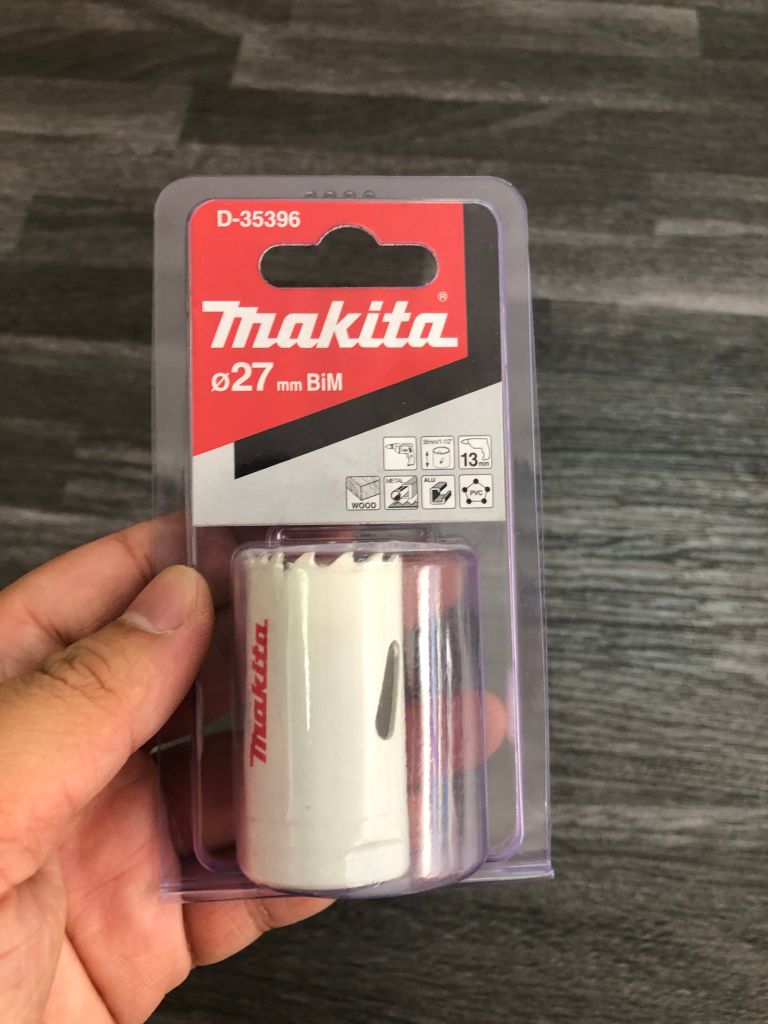 D-35396
makita®
ø27 mm BiM
38mm/1-1/2"
13mm
WOOD
METAL
ALU
PVC
makita